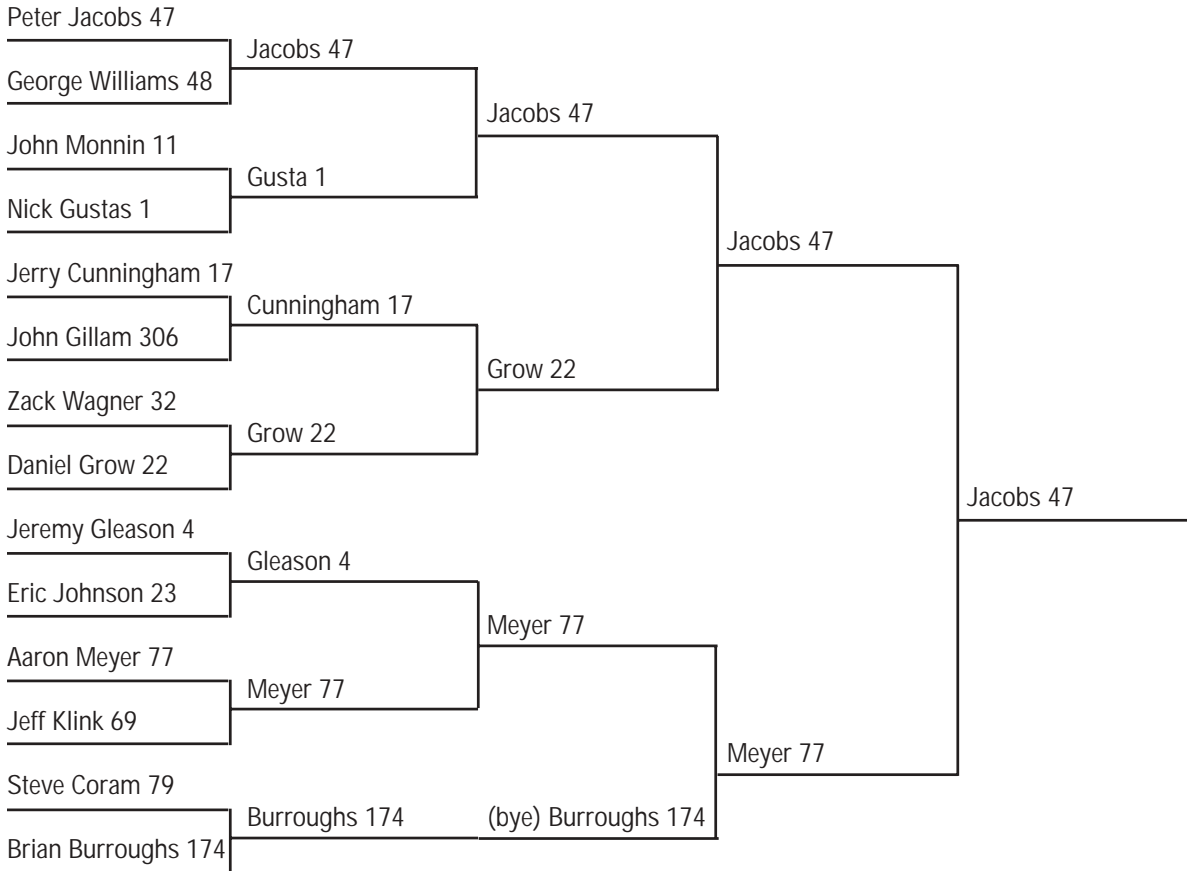 Peter Jacobs 47
George Williams 48
John Monnin 11
Nick Gustas 1
Jerry Cunningham 17
John Gillam 306
Zack Wagner 32
Daniel Grow 22
Jeremy Gleason 4
Eric Johnson 23
Aaron Meyer 77
Jeff Klink 69
Steve Coram 79
Brian Burroughs 174
Jacobs 47
Gusta 1
Cunningham 17
Grow 22
Gleason 4
Meyer 77
Burroughs 174
Jacobs 47
Grow 22
Meyer 77
(bye) Burroughs 174
Jacobs 47
Meyer 77
Jacobs 47